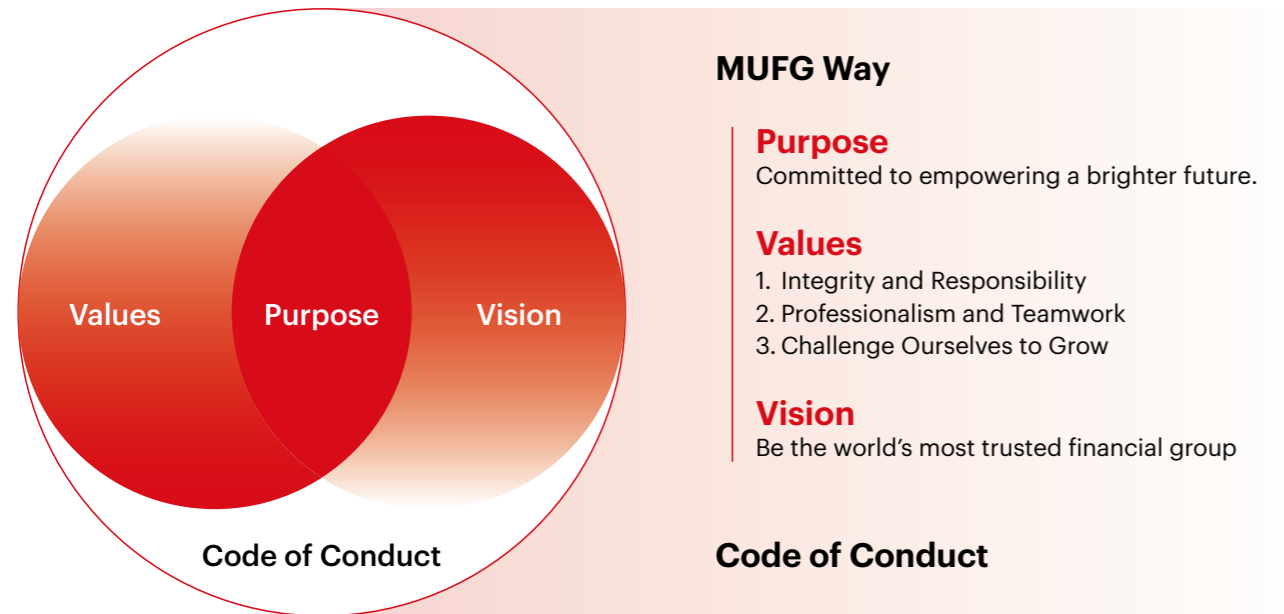 Values
Purpose
Vision
Code of Conduct
MUFG Way
Purpose
Committed to empowering a brighter future.
Values
1. Integrity and Responsibility
2. Professionalism and Teamwork
3. Challenge Ourselves to Grow
Vision
Be the world’s most trusted financial group
Code of Conduct